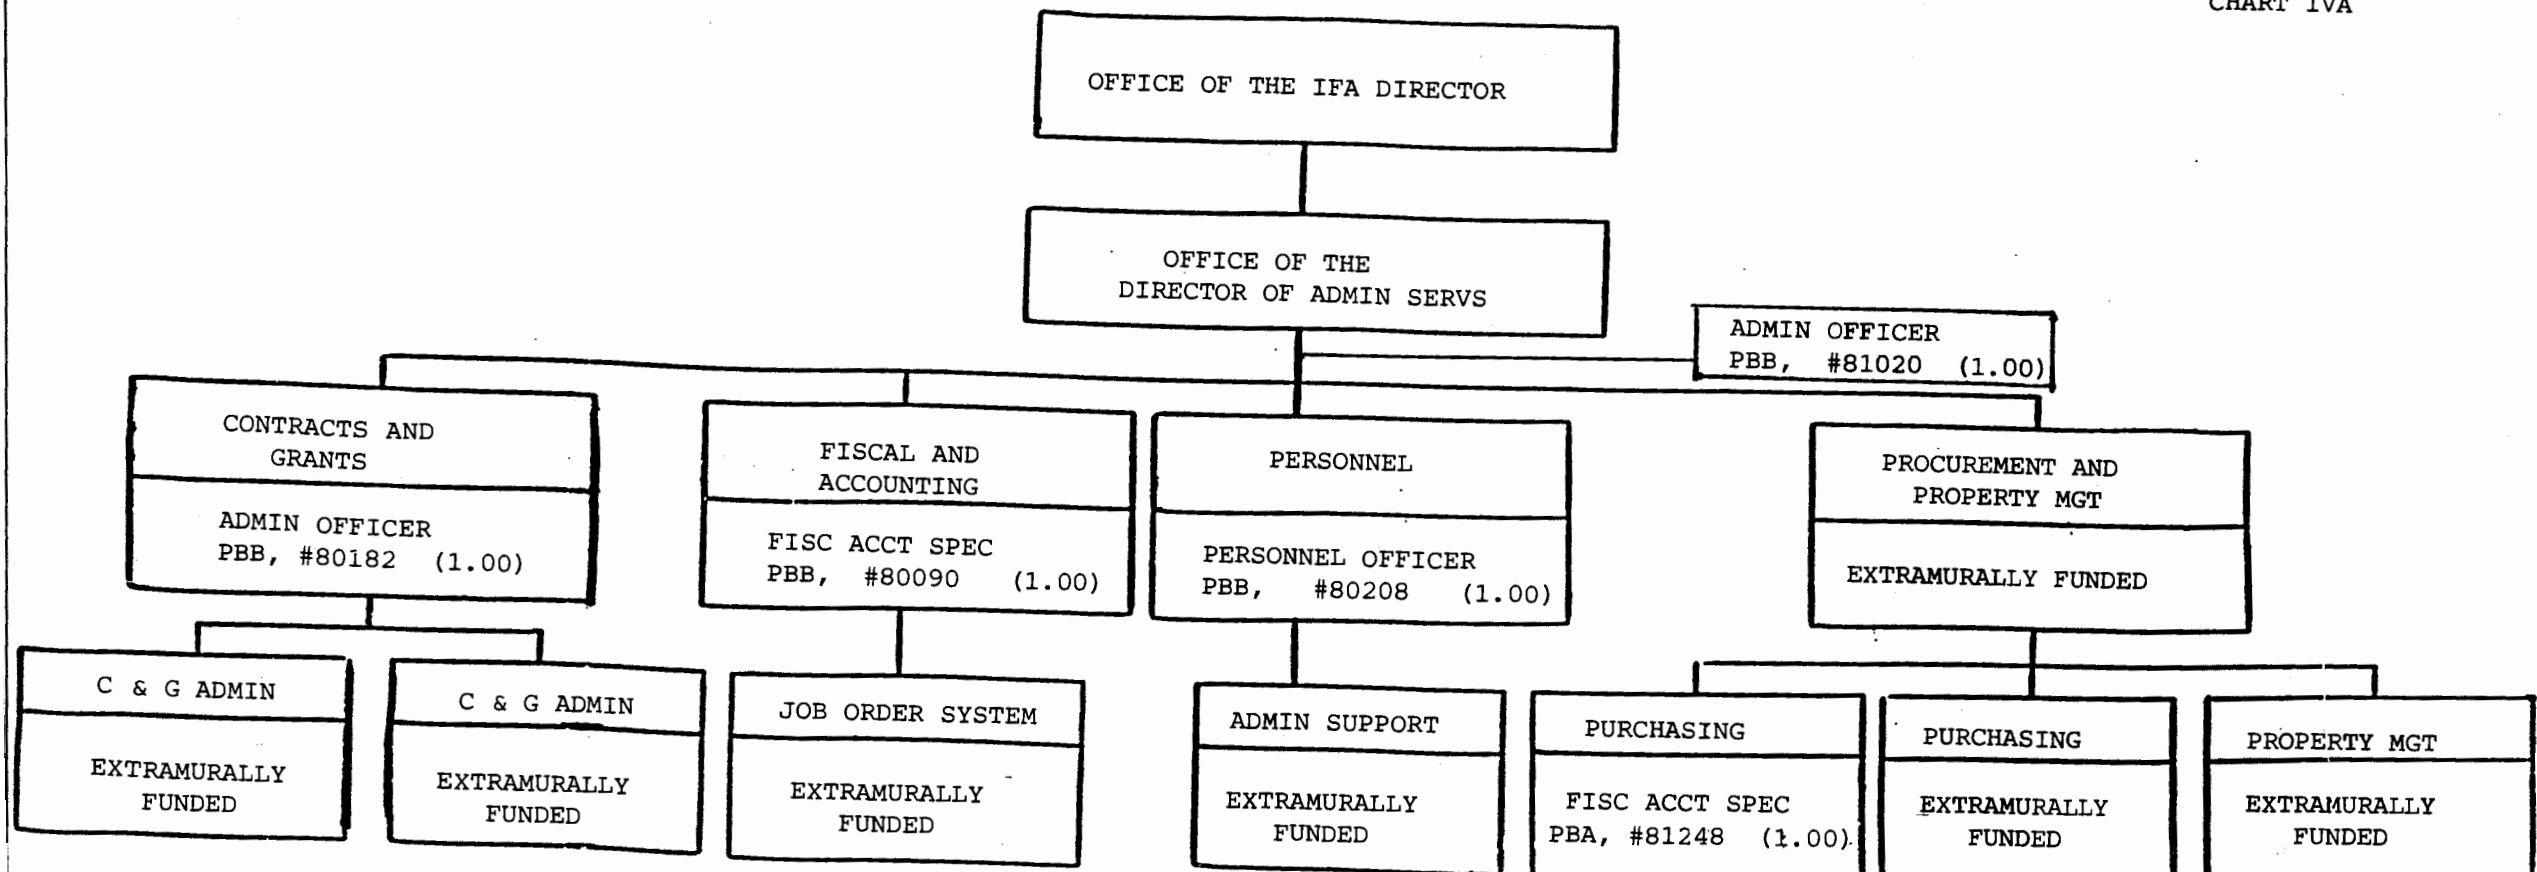 CHART IVA
OFFICE OF THE IFA DIRECTOR
OFFICE OF THE
DIRECTOR OF ADMIN SERVS
ADMIN OFFICER
PBB, #81020 (1.00)
CONTRACTS AND
GRANTS
ADMIN OFFICER
PBB, #80182 (1.00)
FISCAL AND
ACCOUNTING
FISC ACCT SPEC
PBB, #80090 (1.00)
PERSONNEL
PERSONNEL OFFICER
PBB, #80208 (1.00)
PROCUREMENT AND
PROPERTY MGT
EXTRAMURALLY FUNDED
C & G ADMIN
EXTRAMURALLY
FUNDED
C & G ADMIN
EXTRAMURALLY
FUNDED
JOB ORDER SYSTEM
EXTRAMURALLY
FUNDED
ADMIN SUPPORT
EXTRAMURALLY
FUNDED
PURCHASING
FISC ACCT SPEC
PBA, #81248 (1.00)
PURCHASING
EXTRAMURALLY
FUNDED
PROPERTY MGT
EXTRAMURALLY
FUNDED